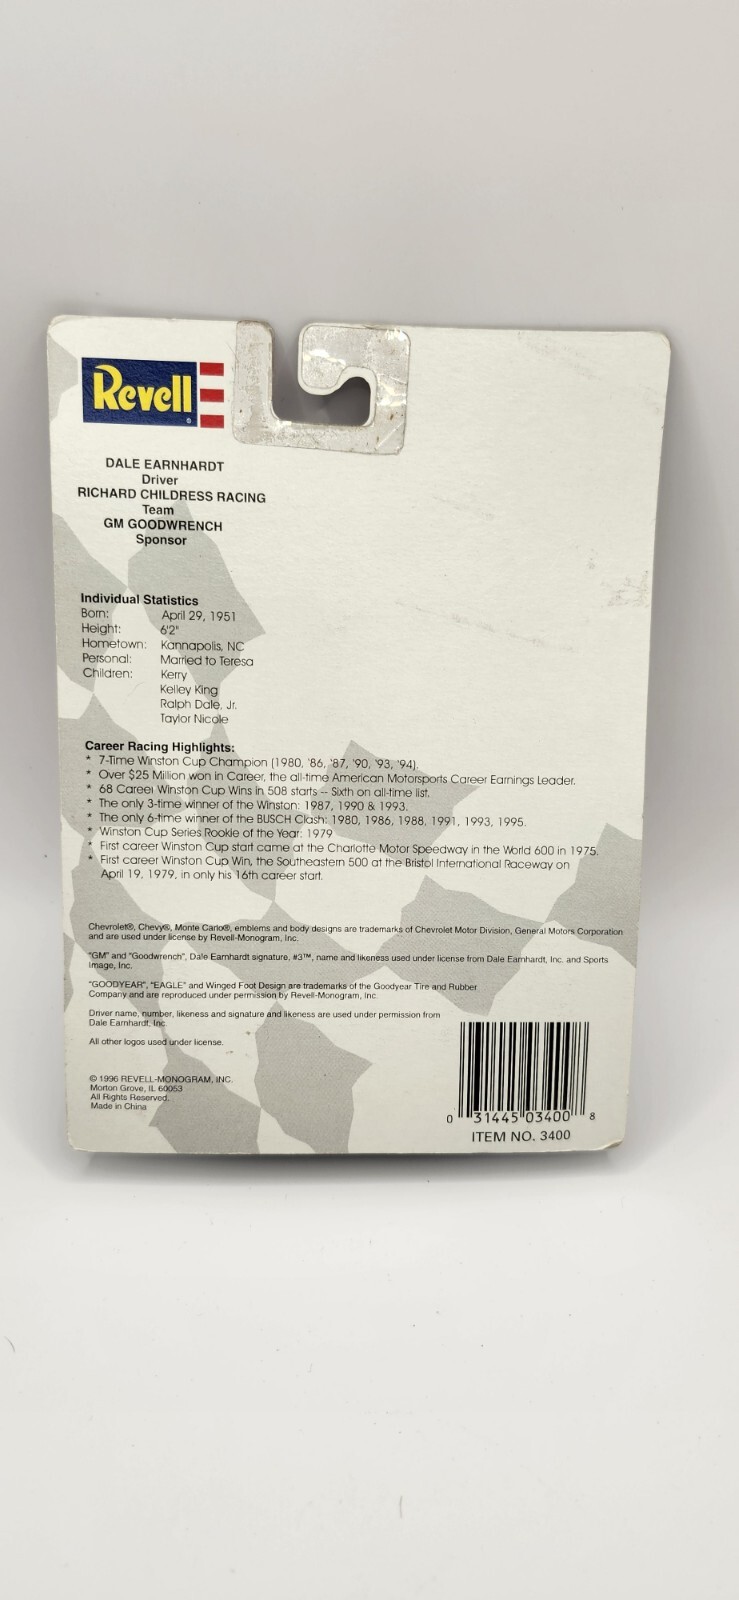 Revell®
DALE EARNHARDT
Driver
RICHARD CHILDRESS RACING
Team
GM GOODWRENCH
Sponsor
Individual Statistics
Born: April 29, 1951
Height: 6'2"
Hometown: Kannapolis, NC
Personal: Married to Teresa
Children: Kerry
Kelley King
Ralph Dale, Jr.
Taylor Nicole
Career Racing Highlights:
* 7-Time Winston Cup Champion (1980, '86, '87, '90, '93, '94).
* Over $25 Million won in Career, the all-time American Motorsports Career Earnings Leader.
* 68 Career Winston Cup Wins in 508 starts -- Sixth on all-time list.
* The only 3-time winner of the Winston: 1987, 1990 & 1993.
* The only 6-time winner of the BUSCH Clash: 1980, 1986, 1988, 1991, 1993, 1995.
* Winston Cup Series Rookie of the Year: 1979
* First career Winston Cup start came at the Charlotte Motor Speedway in the World 600 in 1975.
* First career Winston Cup Win, the Southeastern 500 at the Bristol International Raceway on
April 19, 1979, in only his 16th career start.
Chevrolet®, Chevy®, Monte Carlo®, emblems and body designs are trademarks of Chevrolet Motor Division, General Motors Corporation
and are used under license by Revell-Monogram, Inc.
"GM" and "Goodwrench", Dale Earnhardt signature, #3™, name and likeness used under license from Dale Earnhardt, Inc. and Sports
Image, Inc.
"GOODYEAR", "EAGLE" and Winged Foot Design are trademarks of the Goodyear Tire and Rubber
Company and are reproduced under permission by Revell-Monogram, Inc.
Driver name, number, likeness and signature and likeness are used under permission from
Dale Earnhardt, Inc.
All other logos used under license.
© 1996 REVELL-MONOGRAM, INC.
Morton Grove, IL 60053
All Rights Reserved.
Made in China
0 31445 03400 8
ITEM NO. 3400